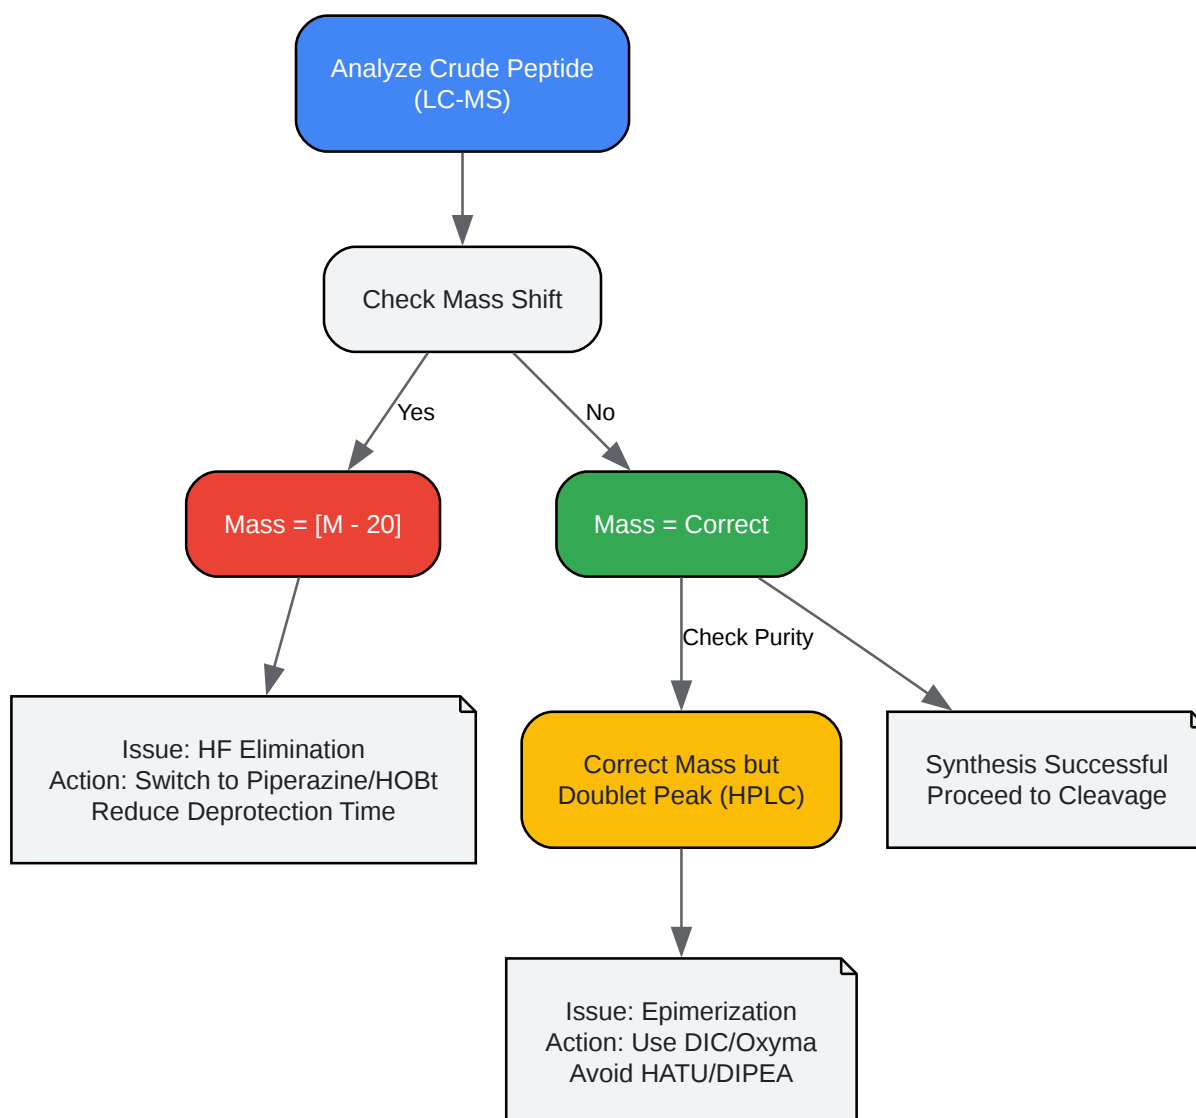 Analyze Crude Peptide
(LC-MS)
Check Mass Shift
Yes
No
Mass = [M - 20]
Mass = Correct
Check Purity
Issue: HF Elimination
Action: Switch to Piperazine/HOBt
Reduce Deprotection Time
Correct Mass but
Doublet Peak (HPLC)
Synthesis Successful
Proceed to Cleavage
Issue: Epimerization
Action: Use DIC/Oxyma
Avoid HATU/DIPEA